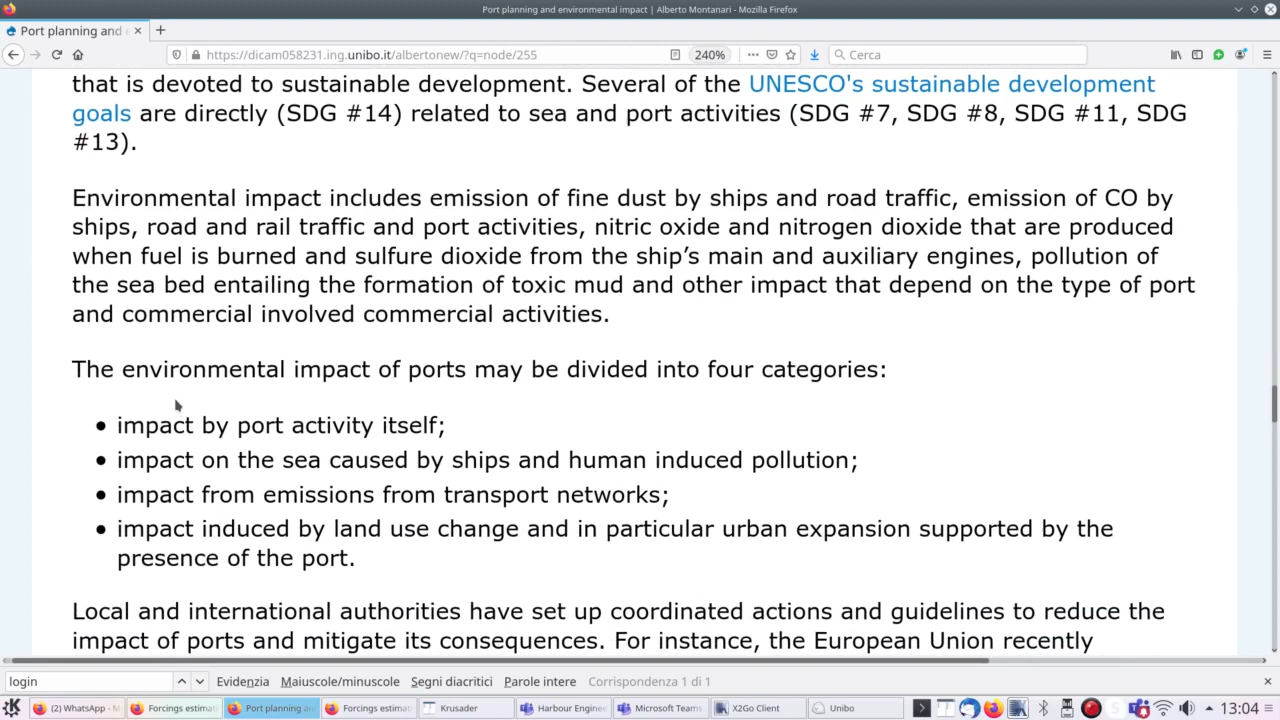 Port planning and environmental impact | Alberto Montanari - Mozilla Firefox
Port planning and e
https://dicam058231.ing.unibo.it/albertonew/?q=node/255
240%
Cerca
that is devoted to sustainable development. Several of the UNESCO's sustainable development
goals are directly (SDG #14) related to sea and port activities (SDG #7, SDG #8, SDG #11, SDG
#13).
Environmental impact includes emission of fine dust by ships and road traffic, emission of CO by
ships, road and rail traffic and port activities, nitric oxide and nitrogen dioxide that are produced
when fuel is burned and sulfure dioxide from the ship’s main and auxiliary engines, pollution of
the sea bed entailing the formation of toxic mud and other impact that depend on the type of port
and commercial involved commercial activities.
The environmental impact of ports may be divided into four categories:
• impact by port activity itself;
• impact on the sea caused by ships and human induced pollution;
• impact from emissions from transport networks;
• impact induced by land use change and in particular urban expansion supported by the
presence of the port.
Local and international authorities have set up coordinated actions and guidelines to reduce the
impact of ports and mitigate its consequences. For instance, the European Union recently
login Evidenzia Maiuscole/minuscole Segni diacritici Parole intere Corrispondenza 1 di 1
(2) WhatsApp - M Forcings estimat Port planning an Forcings estimat Krusader Harbour Enginee Microsoft Teams X2Go Client Unibo 13:04